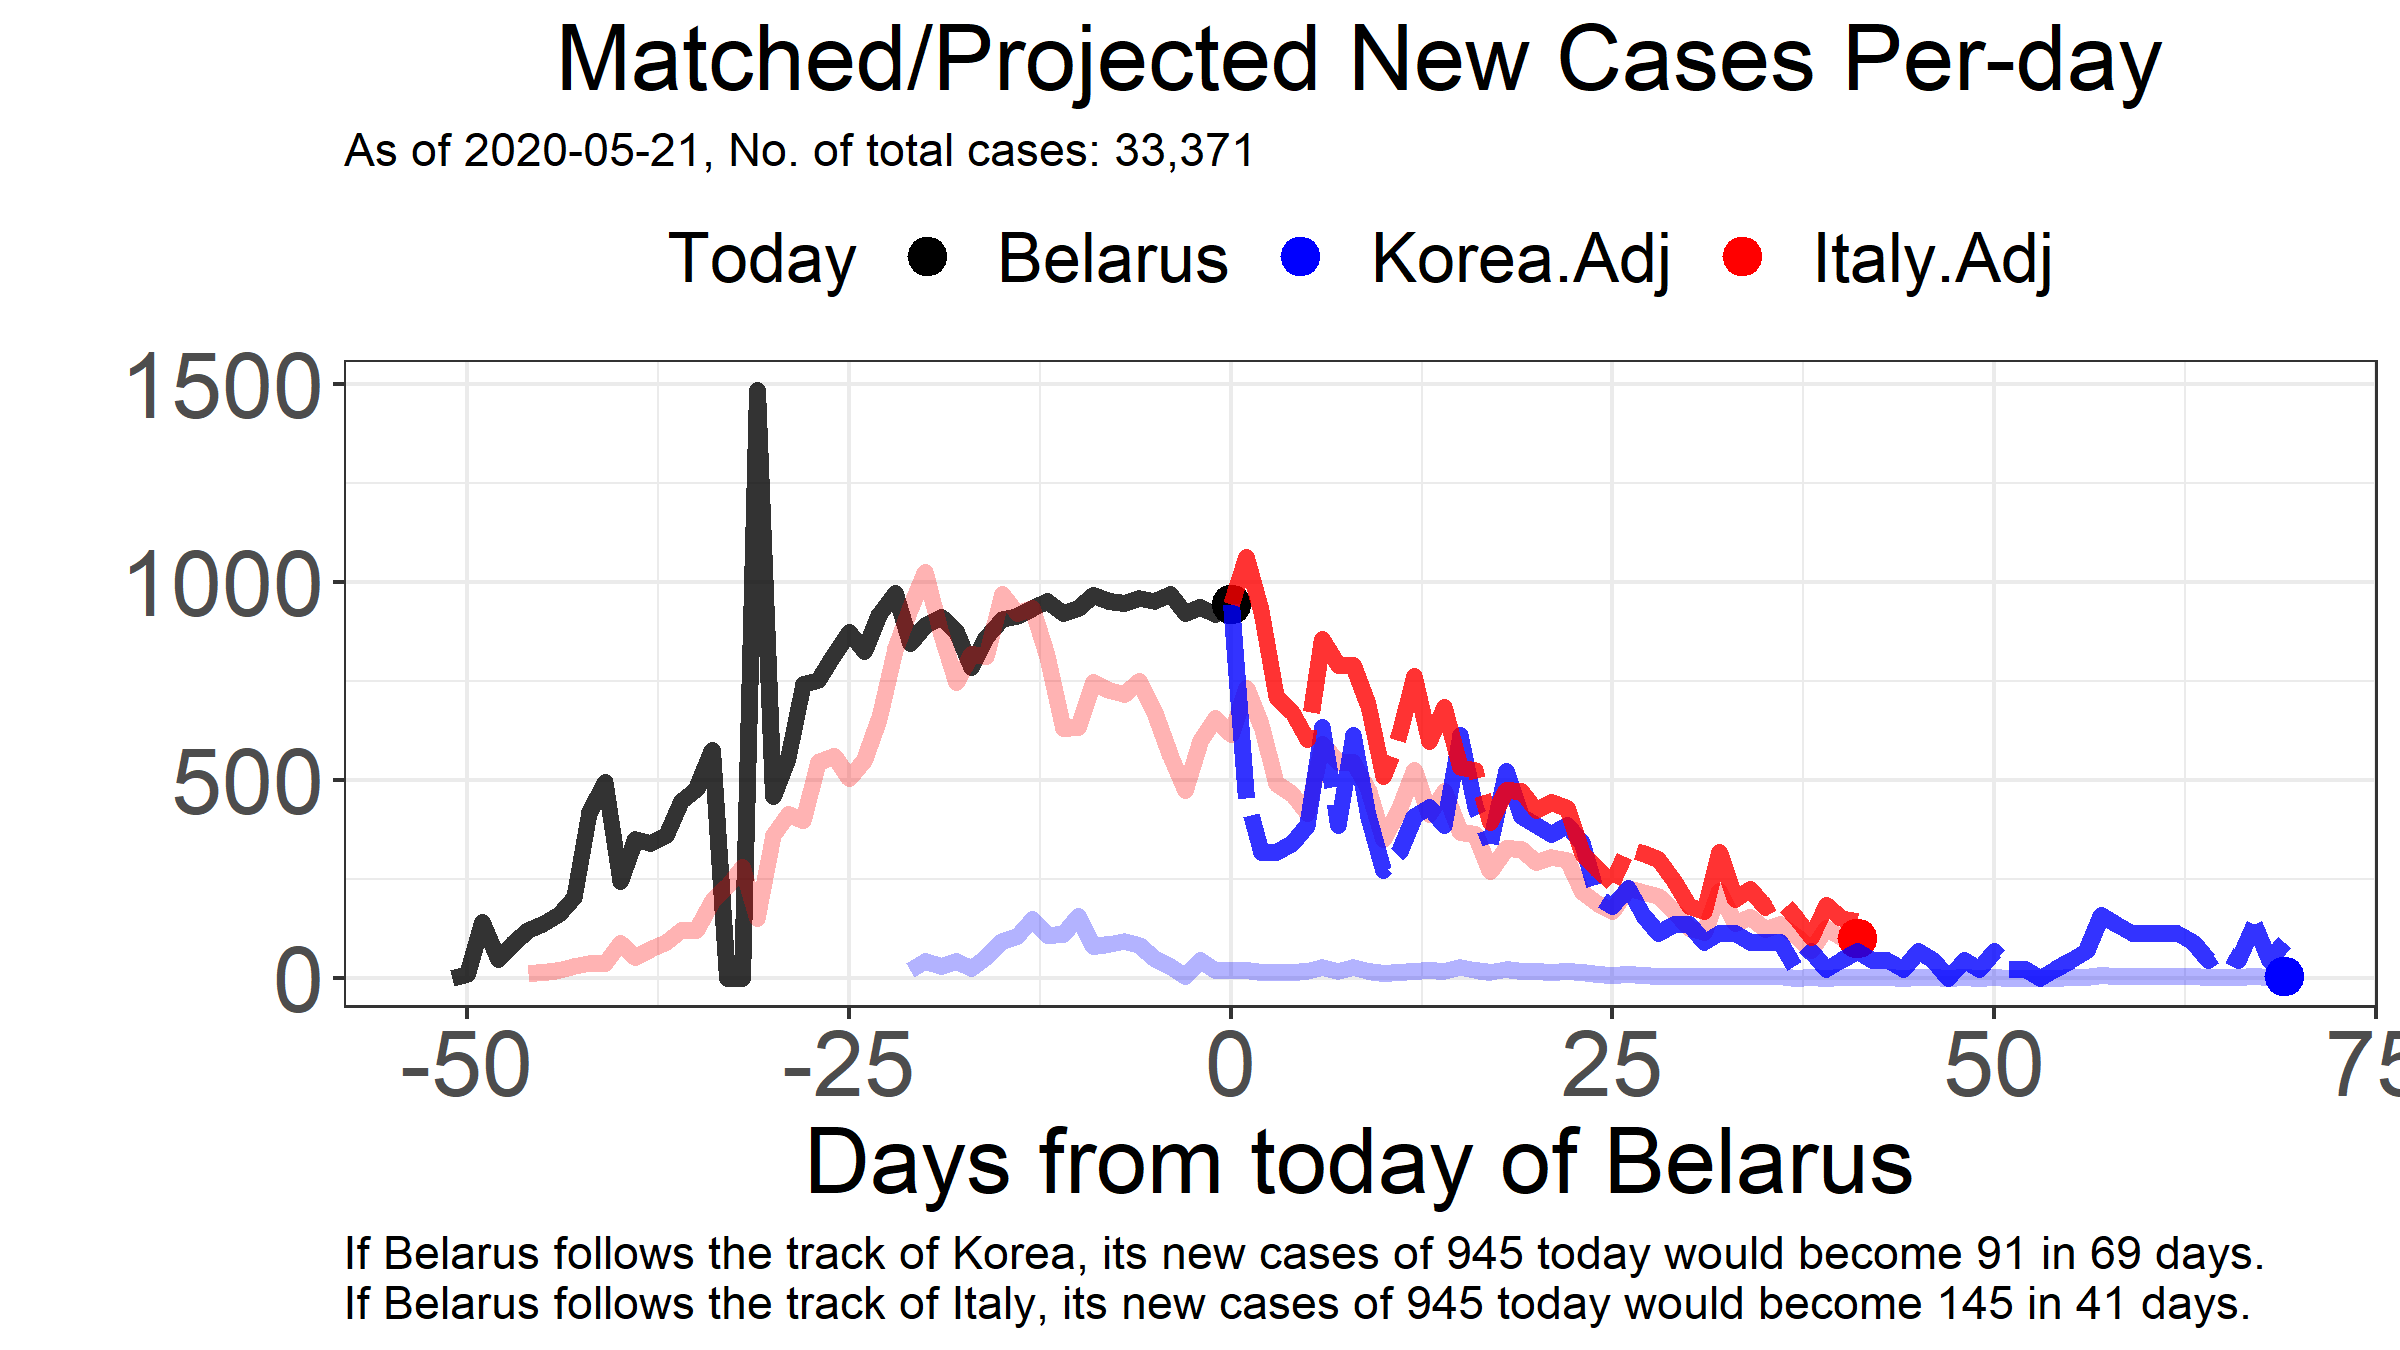 Matched/Projected New Cases Per-day
As of 2020-05-21, No. of total cases: 33,371
Today Belarus Korea.Adj Italy.Adj
1500
1000
500
0
-50 -25 0 25 50 75
Days from today of Belarus
If Belarus follows the track of Korea, its new cases of 945 today would become 91 in 69 days.
If Belarus follows the track of Italy, its new cases of 945 today would become 145 in 41 days.